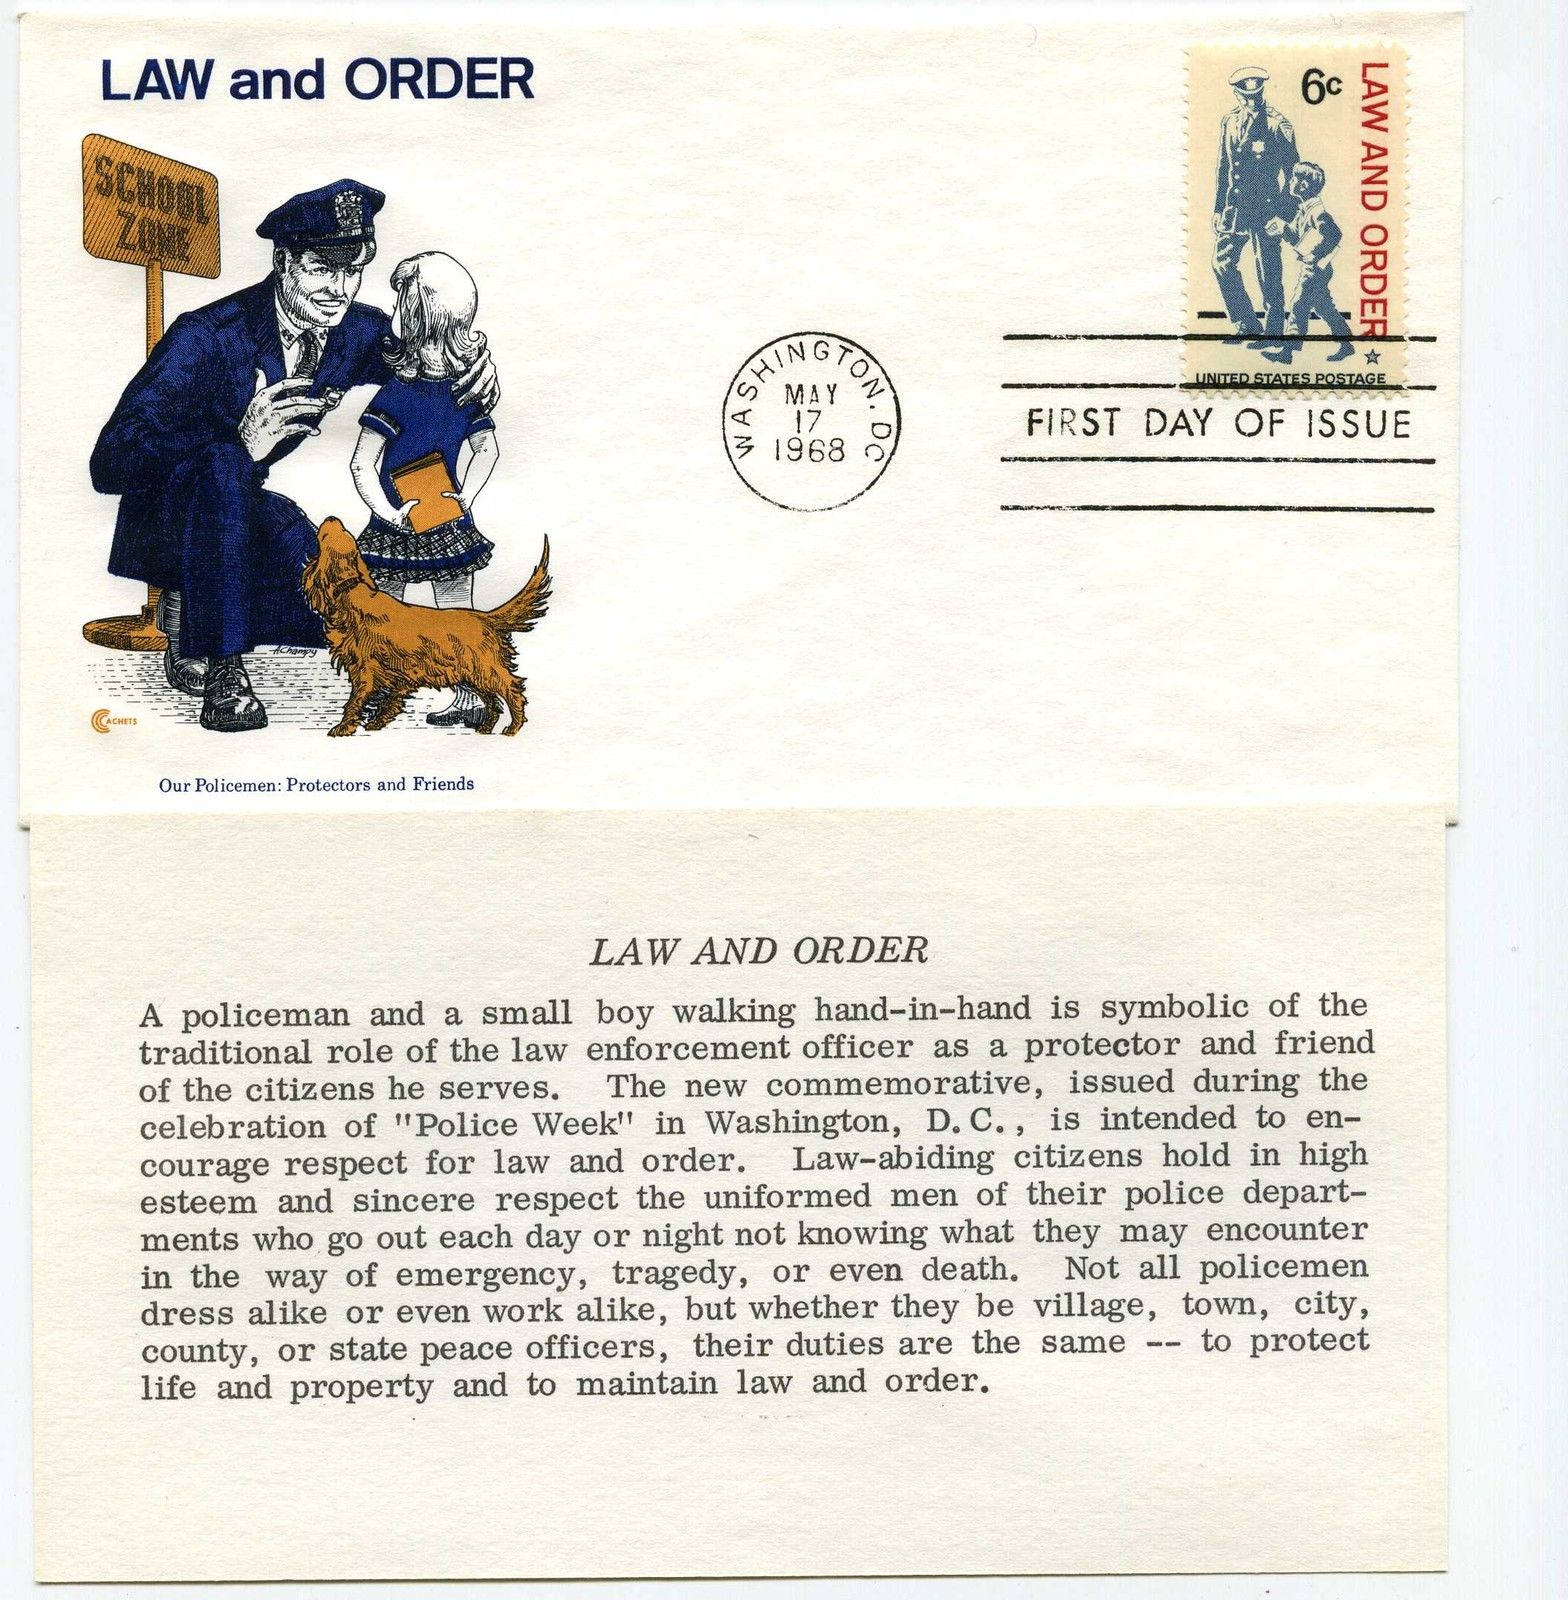 LAW and ORDER
SCHOOL
ZONE
AChampy
CACHETS
Our Policemen: Protectors and Friends
6c
LAW AND ORDER
UNITED STATES POSTAGE
WASHINGTON. DC
MAY
17
1968
FIRST DAY OF ISSUE
LAW AND ORDER
A policeman and a small boy walking hand-in-hand is symbolic of the
traditional role of the law enforcement officer as a protector and friend
of the citizens he serves. The new commemorative, issued during the
celebration of "Police Week" in Washington, D.C., is intended to en-
courage respect for law and order. Law-abiding citizens hold in high
esteem and sincere respect the uniformed men of their police depart-
ments who go out each day or night not knowing what they may encounter
in the way of emergency, tragedy, or even death. Not all policemen
dress alike or even work alike, but whether they be village, town, city,
county, or state peace officers, their duties are the same -- to protect
life and property and to maintain law and order.